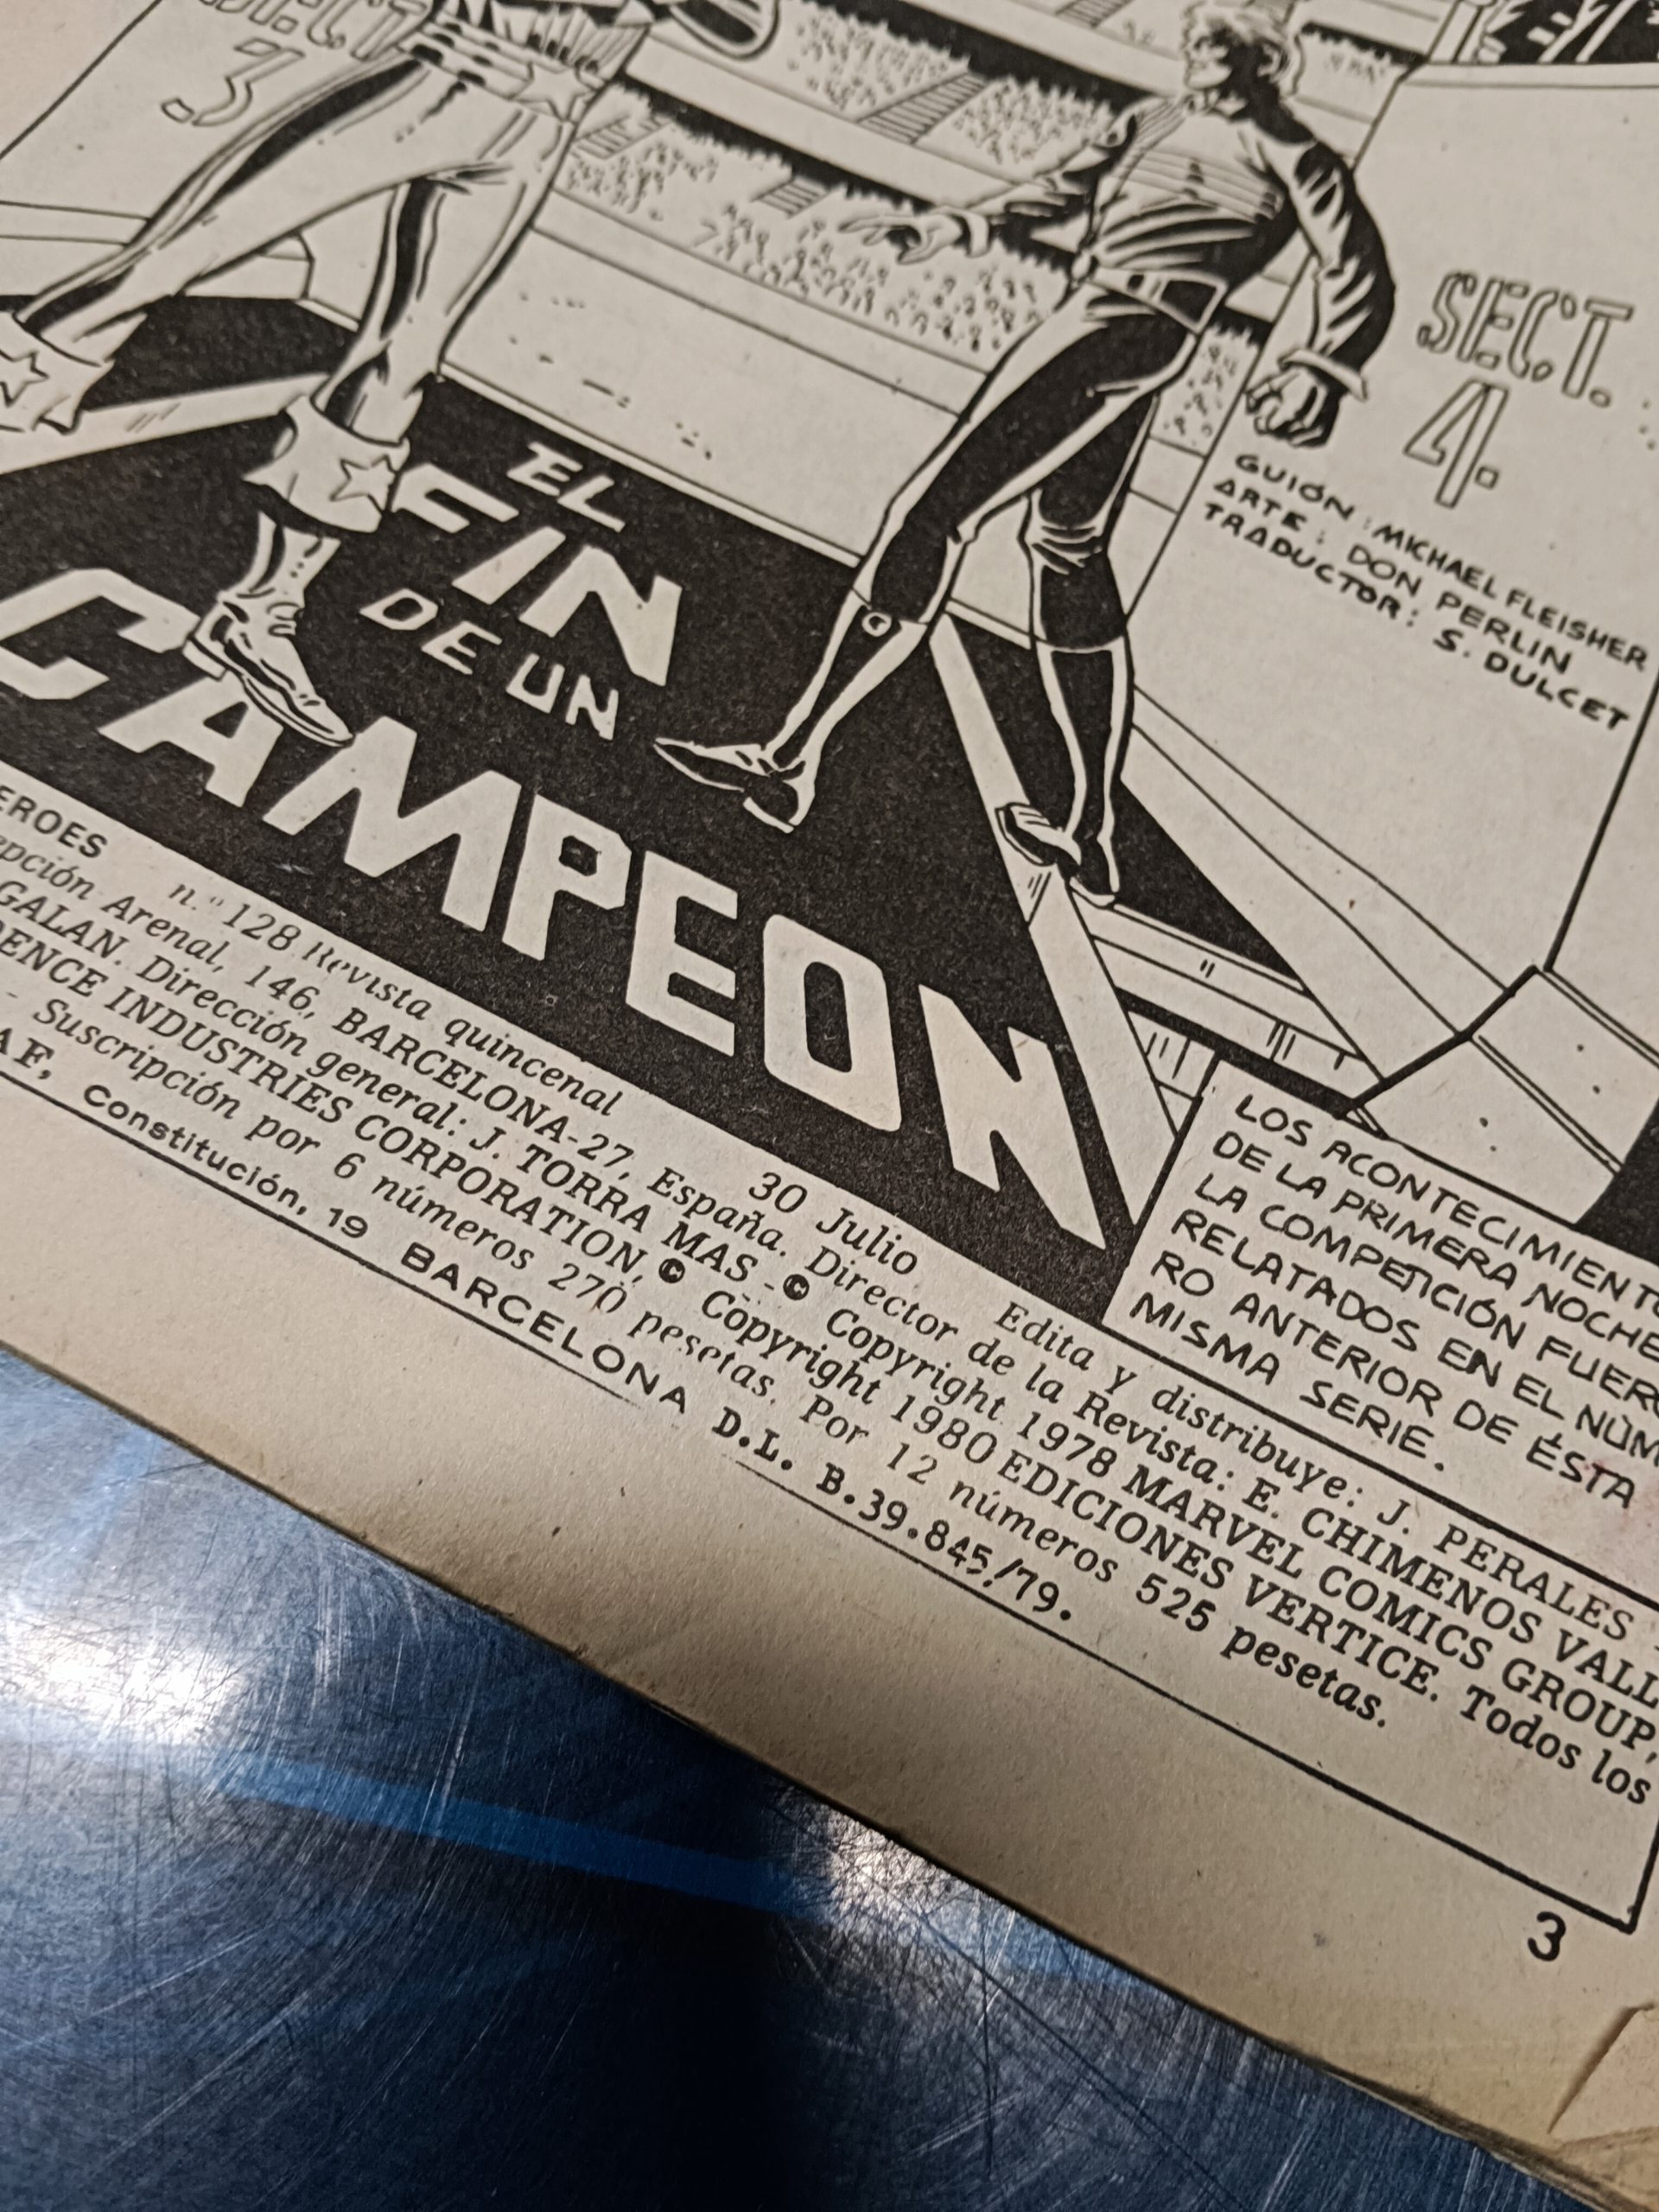 SECT.
3.
SECT.
4.
GUIÓN: MICHAEL FLEISHER
ARTE: DON PERLIN
TRADUCTOR: S. DULCET
EL
FIN
DE UN
CAMPEON
LOS ACONTECIMIENTO
DE LA PRIMERA NOCHE
LA COMPETICIÓN FUERO
RELATADOS EN EL NÚM
RO ANTERIOR DE ÉSTA
MISMA SERIE.
EROES n.º 128 Revista quincenal 30 Julio Edita y distribuye: J. PERALES
epción Arenal, 146, BARCELONA-27, España. Director de la Revista: E. CHIMENOS VALL
GALAN. Dirección general: J. TORRA MAS - © Copyright 1978 MARVEL COMICS GROUP,
DENCE INDUSTRIES CORPORATION, © Copyright 1980 EDICIONES VERTICE. Todos los
- Suscripción por 6 números 270 pesetas. Por 12 números 525 pesetas.
AF, Constitución, 19 BARCELONA D.L. B.39.845/79.
3